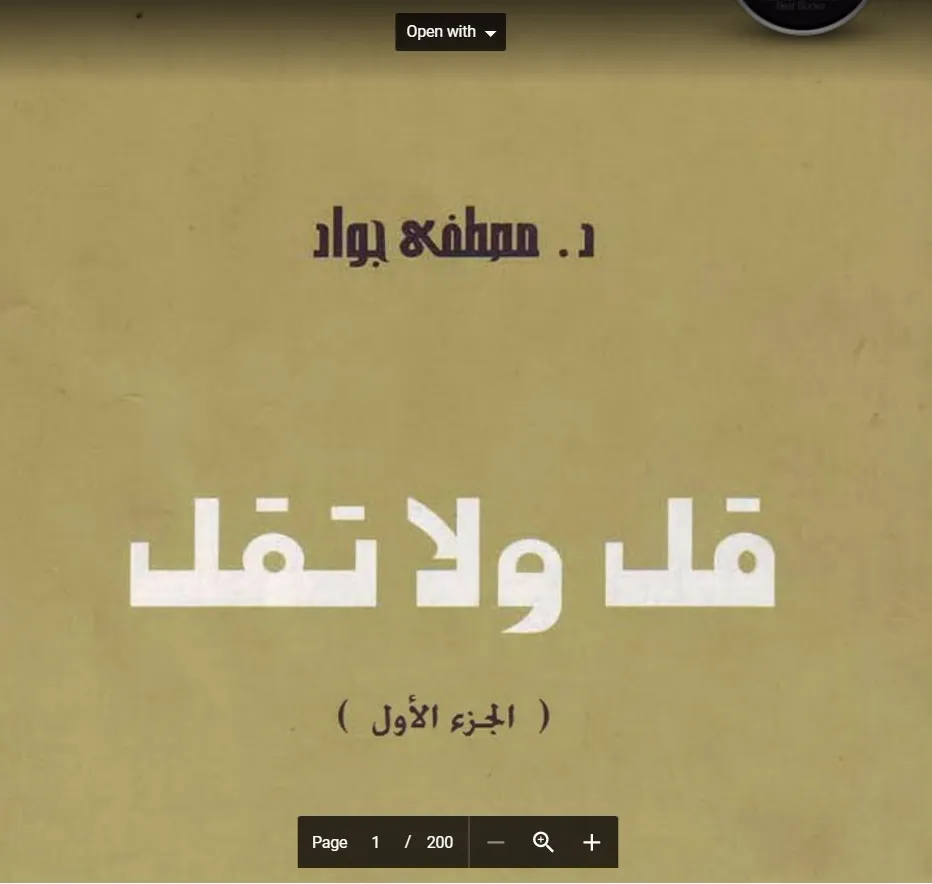 Open with
د. مصطفى جواد
قل ولا تقل
( الجزء الأول )
Page 1 / 200